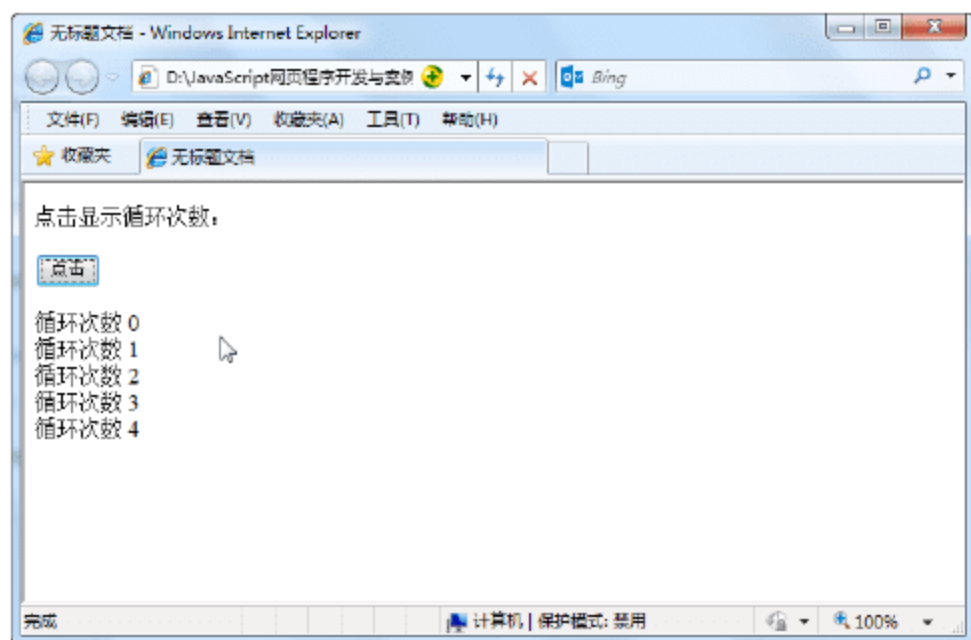 无标题文档 - Windows Internet Explorer
D:\JavaScript网页程序开发与案例
Bing
文件(F) 编辑(E) 查看(V) 收藏夹(A) 工具(T) 帮助(H)
收藏夹 无标题文档
点击显示循环次数：
点击
循环次数 0
循环次数 1
循环次数 2
循环次数 3
循环次数 4
完成 计算机 | 保护模式: 禁用 100%